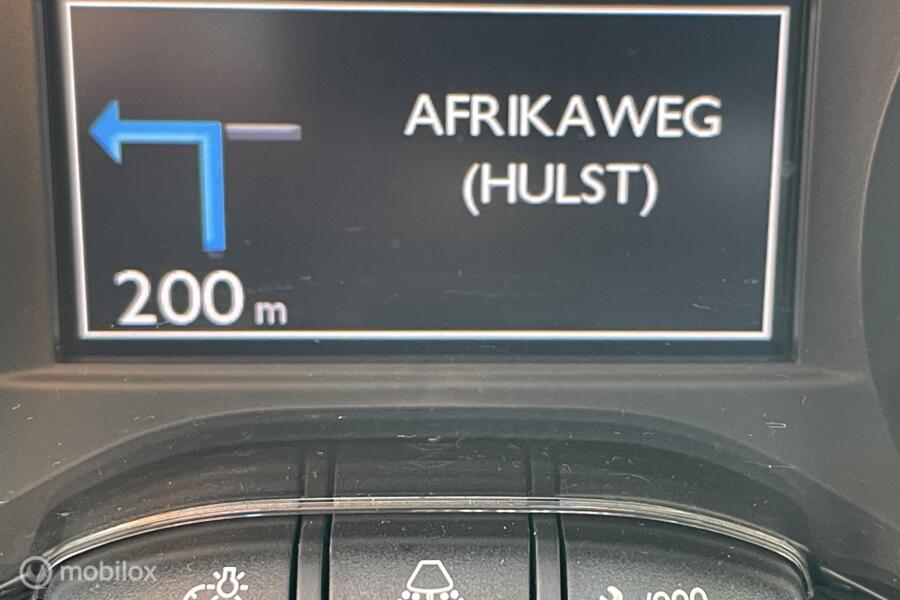 AFRIKAWEG
(HULST)
200 m
mobilox